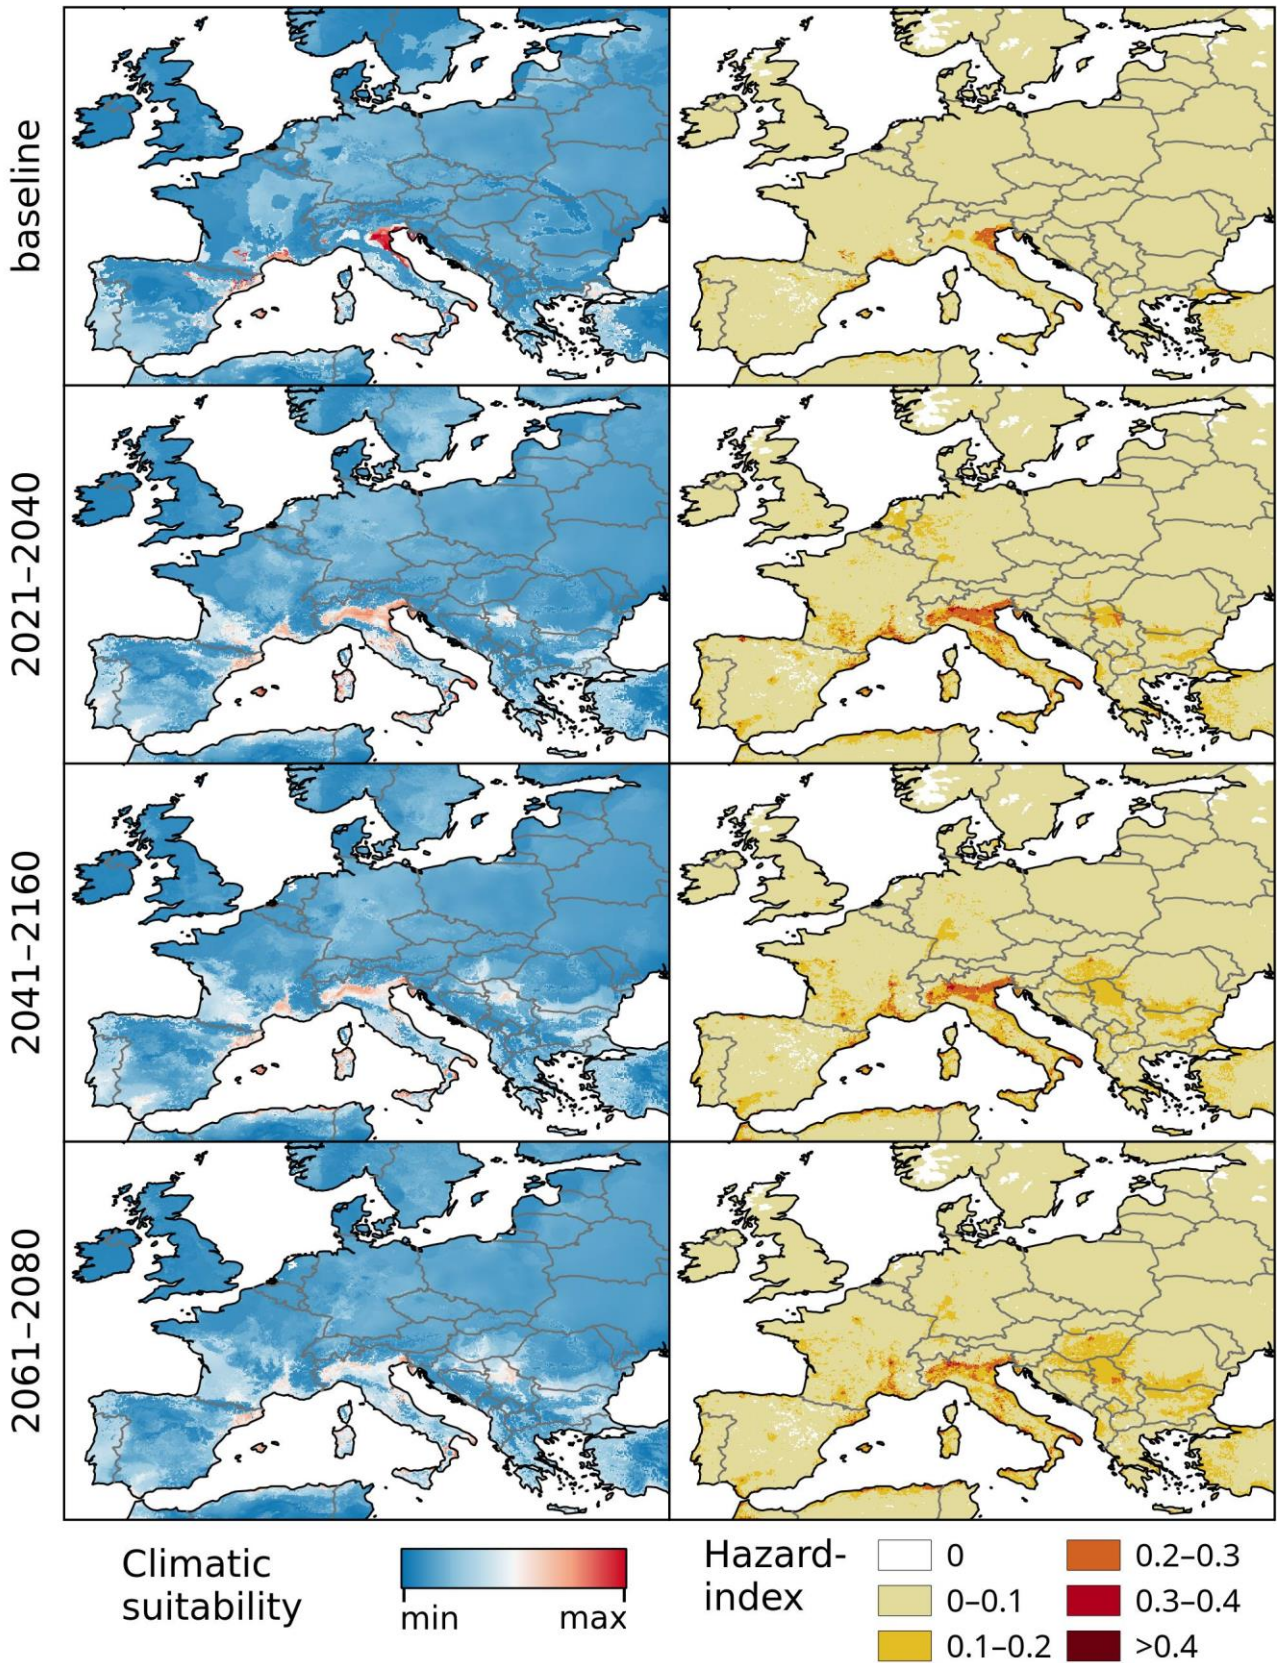 baseline
2021–2040
2041–2160
2061–2080
Climatic
suitability
min
max
Hazard-
index
0
0–0.1
0.1–0.2
0.2–0.3
0.3–0.4
>0.4